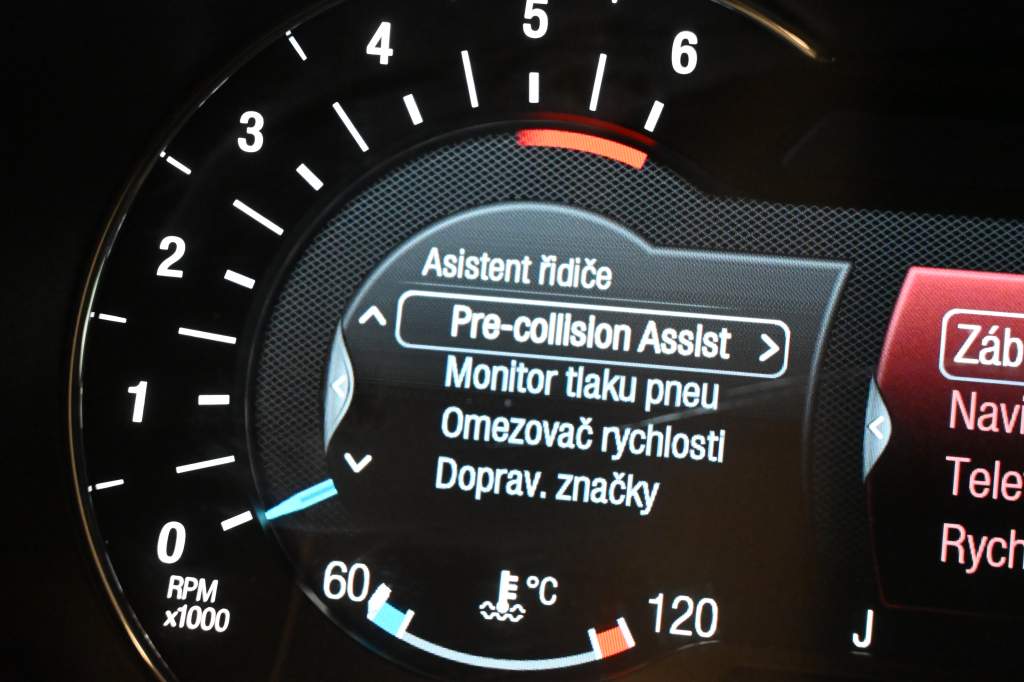 5
4
6
3
2
1
0
RPM
x1000
Asistent řidiče
Pre-collision Assist
Monitor tlaku pneu
Omezovač rychlosti
Doprav. značky
60
°C
120
J